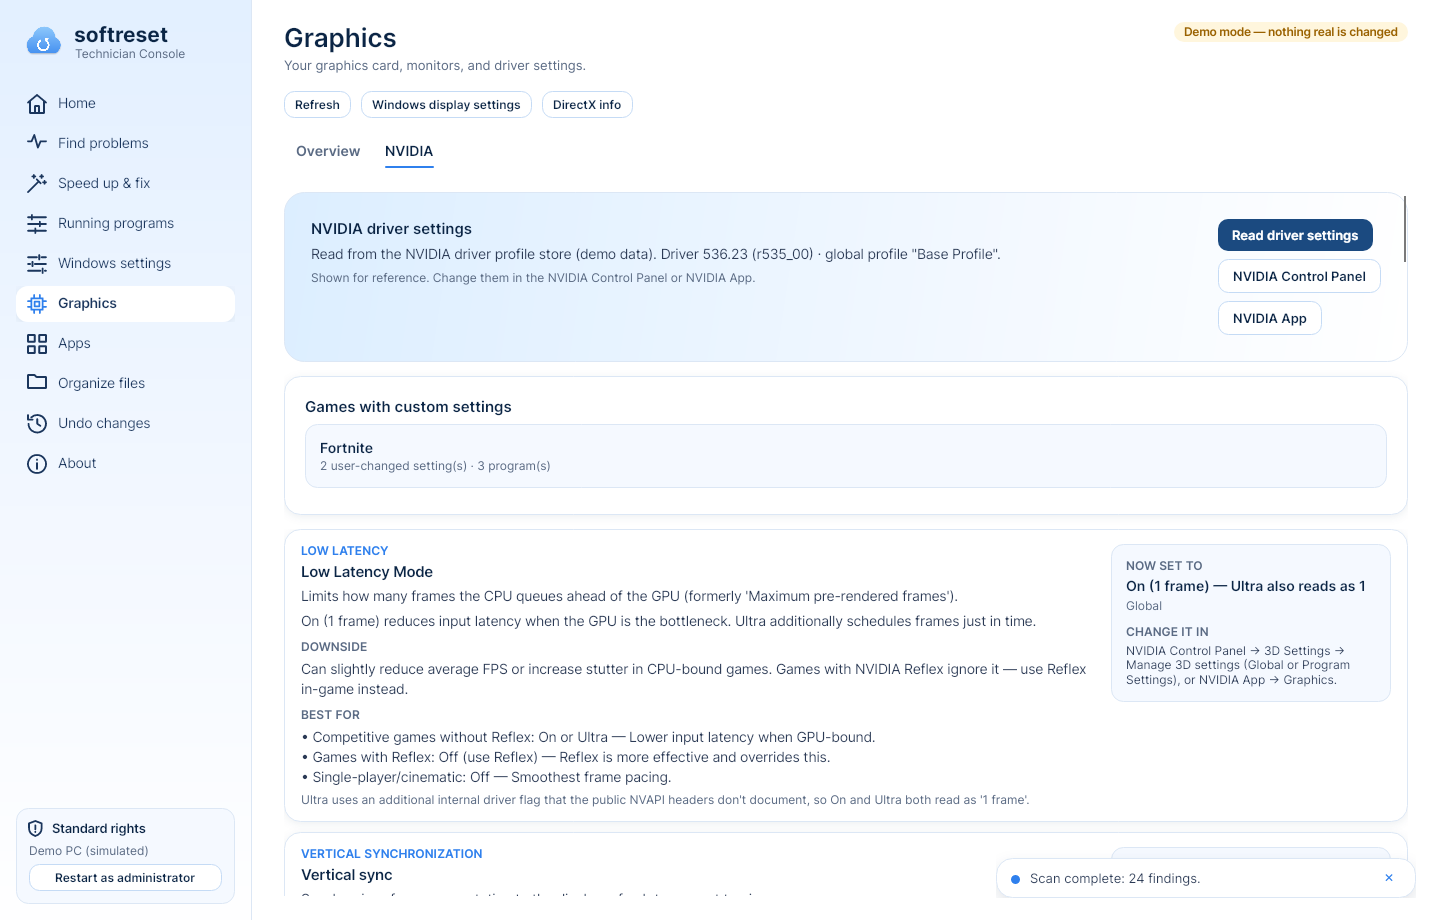 softreset
Technician Console
Home
Find problems
Speed up & fix
Running programs
Windows settings
Graphics
Apps
Organize files
Undo changes
About
Standard rights
Demo PC (simulated)
Restart as administrator
Graphics
Demo mode — nothing real is changed
Your graphics card, monitors, and driver settings.
Refresh
Windows display settings
DirectX info
Overview
NVIDIA
NVIDIA driver settings
Read from the NVIDIA driver profile store (demo data). Driver 536.23 (r535_00) · global profile "Base Profile".
Shown for reference. Change them in the NVIDIA Control Panel or NVIDIA App.
Read driver settings
NVIDIA Control Panel
NVIDIA App
Games with custom settings
Fortnite
2 user-changed setting(s) · 3 program(s)
LOW LATENCY
Low Latency Mode
Limits how many frames the CPU queues ahead of the GPU (formerly 'Maximum pre-rendered frames').
On (1 frame) reduces input latency when the GPU is the bottleneck. Ultra additionally schedules frames just in time.
DOWNSIDE
Can slightly reduce average FPS or increase stutter in CPU-bound games. Games with NVIDIA Reflex ignore it — use Reflex
in-game instead.
BEST FOR
• Competitive games without Reflex: On or Ultra — Lower input latency when GPU-bound.
• Games with Reflex: Off (use Reflex) — Reflex is more effective and overrides this.
• Single-player/cinematic: Off — Smoothest frame pacing.
Ultra uses an additional internal driver flag that the public NVAPI headers don't document, so On and Ultra both read as '1 frame'.
NOW SET TO
On (1 frame) — Ultra also reads as 1
Global
CHANGE IT IN
NVIDIA Control Panel → 3D Settings →
Manage 3D settings (Global or Program
Settings), or NVIDIA App → Graphics.
VERTICAL SYNCHRONIZATION
Vertical sync
Scan complete: 24 findings.